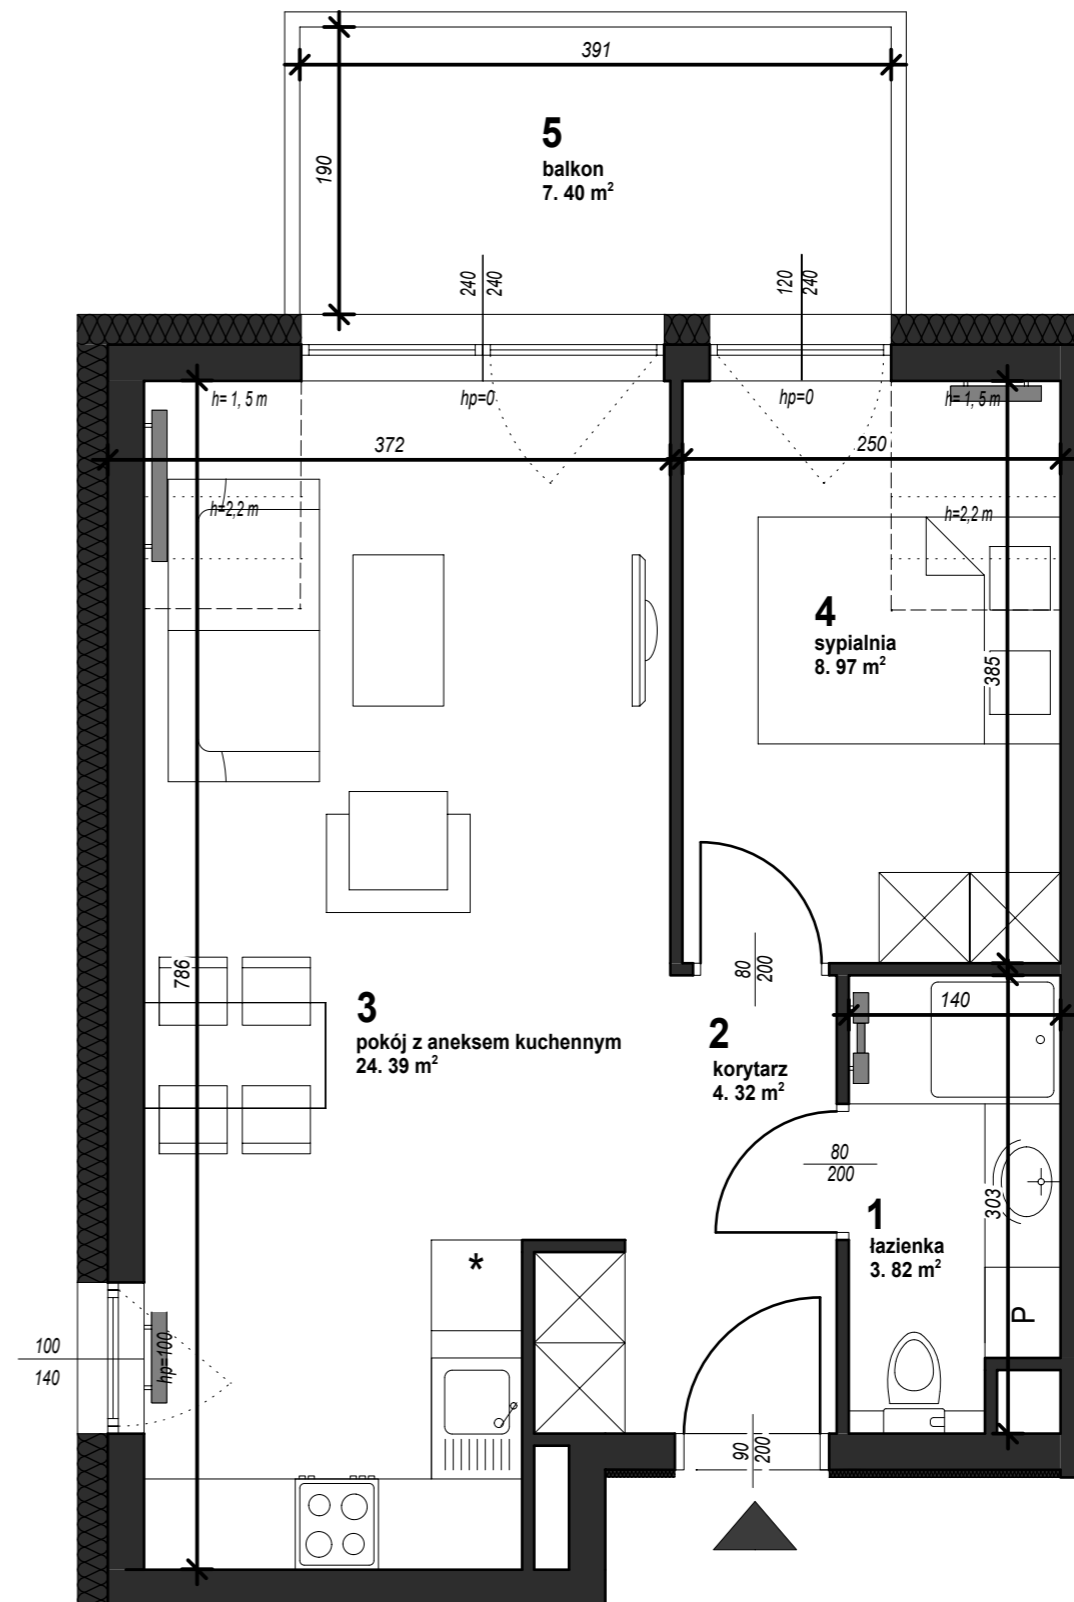 391
190
5
balkon
7. 40 m²
240
240
120
240
h= 1, 5 m
hp=0
hp=0
h= 1, 5 m
372
250
h=2,2 m
h=2,2 m
4
sypialnia
8. 97 m²
385
786
80
200
3
pokój z aneksem kuchennym
24. 39 m²
2
korytarz
4. 32 m²
140
80
200
303
1
łazienka
3. 82 m²
*
P
100
140
hp=100
90
200